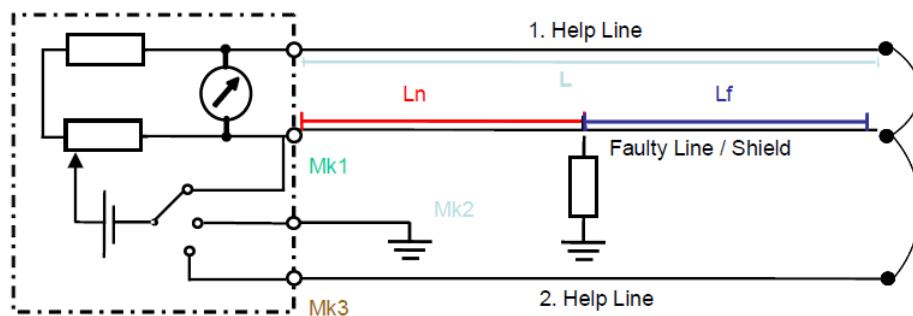 1. Help Line
L
Ln
Lf
Faulty Line / Shield
Mk1
Mk2
Mk3
2. Help Line